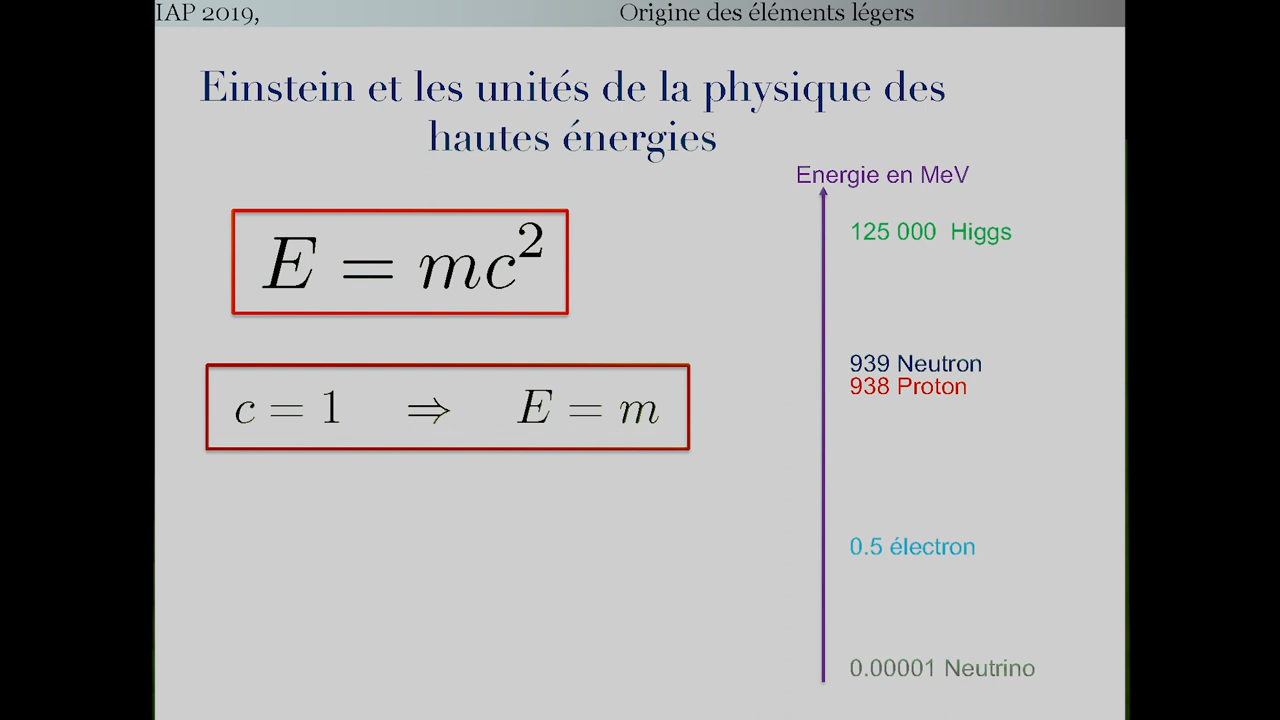 IAP 2019,
Origine des éléments légers
Einstein et les unités de la physique des
hautes énergies
Energie en MeV
125 000 Higgs
E = mc²
939 Neutron
938 Proton
c = 1 ⇒ E = m
0.5 électron
0.00001 Neutrino